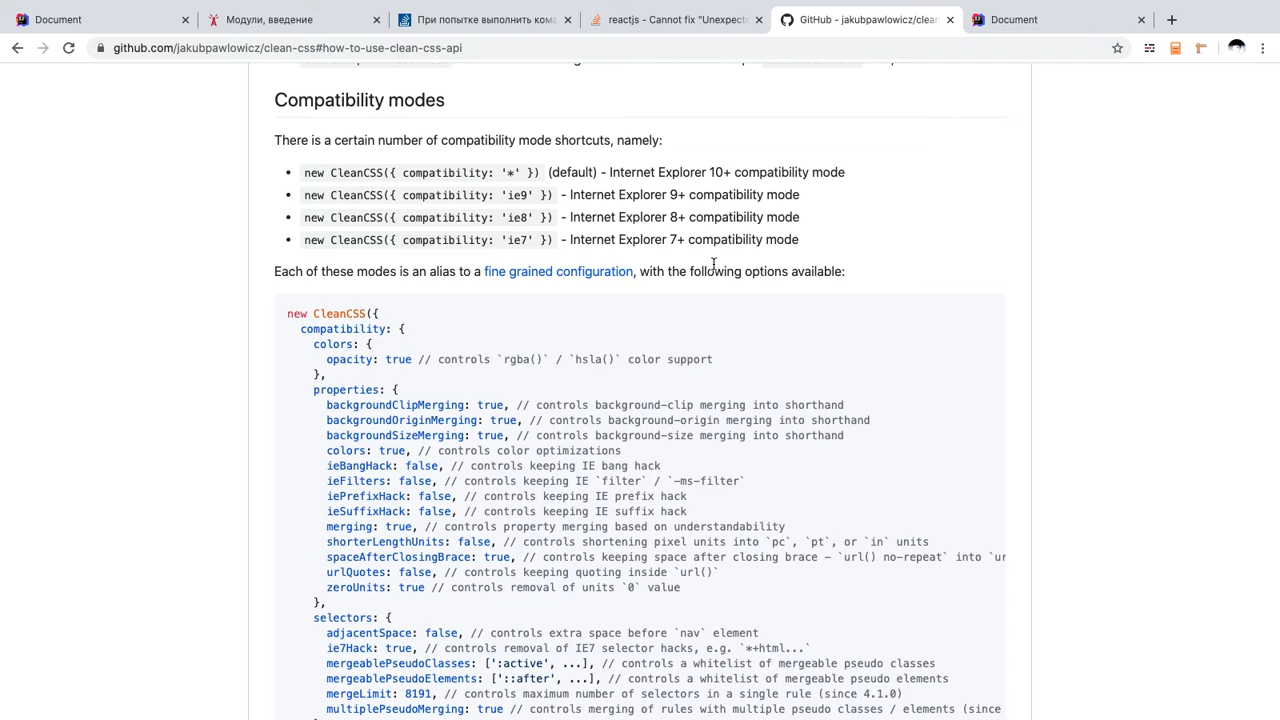 Document
Модули, введение
При попытке выполнить кома
reactjs - Cannot fix "Unexpecte
GitHub - jakubpawlowicz/clean-
Document
github.com/jakubpawlowicz/clean-css#how-to-use-clean-css-api
Compatibility modes
There is a certain number of compatibility mode shortcuts, namely:
new CleanCSS({ compatibility: '*' }) (default) - Internet Explorer 10+ compatibility mode
new CleanCSS({ compatibility: 'ie9' }) - Internet Explorer 9+ compatibility mode
new CleanCSS({ compatibility: 'ie8' }) - Internet Explorer 8+ compatibility mode
new CleanCSS({ compatibility: 'ie7' }) - Internet Explorer 7+ compatibility mode
Each of these modes is an alias to a fine grained configuration, with the following options available:
new CleanCSS({
compatibility: {
colors: {
opacity: true // controls `rgba()` / `hsla()` color support
},
properties: {
backgroundClipMerging: true, // controls background-clip merging into shorthand
backgroundOriginMerging: true, // controls background-origin merging into shorthand
backgroundSizeMerging: true, // controls background-size merging into shorthand
colors: true, // controls color optimizations
ieBangHack: false, // controls keeping IE bang hack
ieFilters: false, // controls keeping IE `filter` / `-ms-filter`
iePrefixHack: false, // controls keeping IE prefix hack
ieSuffixHack: false, // controls keeping IE suffix hack
merging: true, // controls property merging based on understandability
shorterLengthUnits: false, // controls shortening pixel units into `pc`, `pt`, or `in` units
spaceAfterClosingBrace: true, // controls keeping space after closing brace - `url() no-repeat` into `ur
urlQuotes: false, // controls keeping quoting inside `url()`
zeroUnits: true // controls removal of units `0` value
},
selectors: {
adjacentSpace: false, // controls extra space before `nav` element
ie7Hack: true, // controls removal of IE7 selector hacks, e.g. `*+html...`
mergeablePseudoClasses: [':active', ...], // controls a whitelist of mergeable pseudo classes
mergeablePseudoElements: ['::after', ...], // controls a whitelist of mergeable pseudo elements
mergeLimit: 8191, // controls maximum number of selectors in a single rule (since 4.1.0)
multiplePseudoMerging: true // controls merging of rules with multiple pseudo classes / elements (since